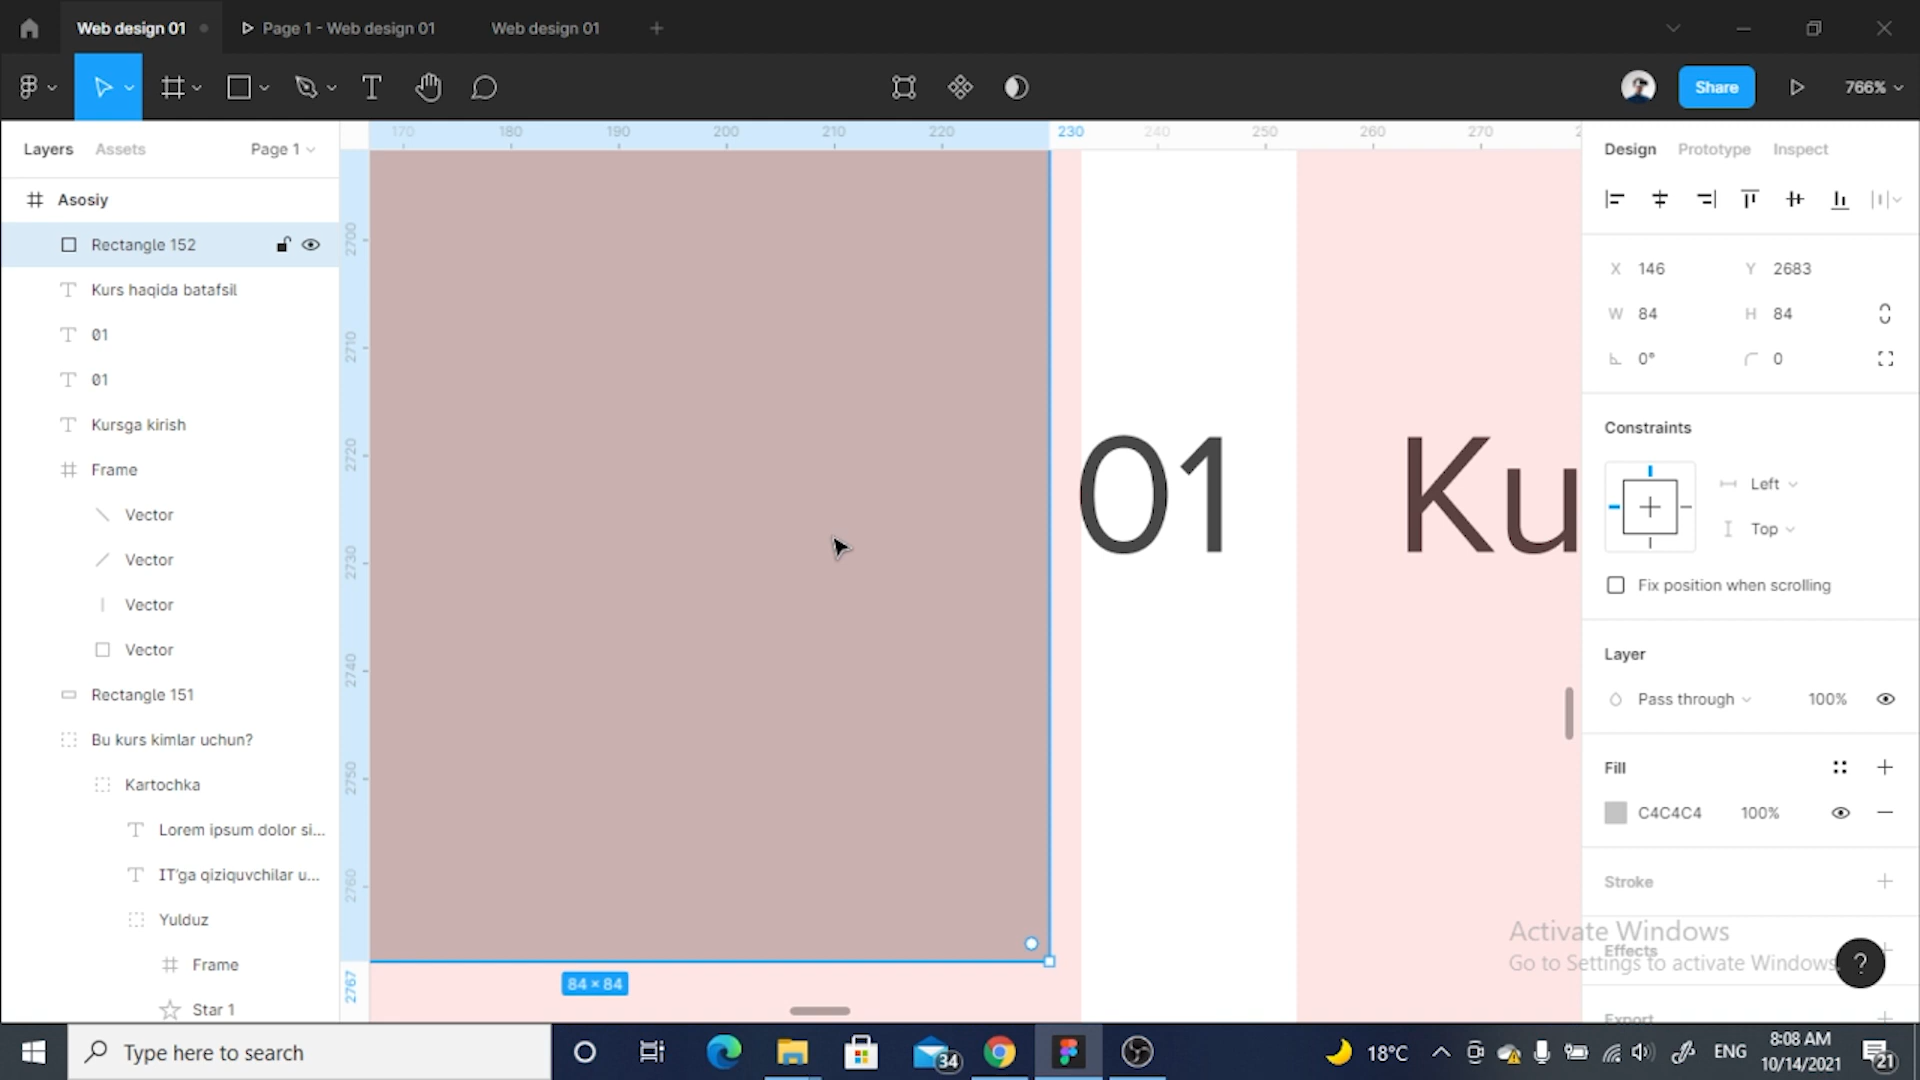 Web design 01
Page 1 - Web design 01
Web design 01
Share
766%
Layers
Assets
Page 1
170
180
190
200
210
220
230
240
250
260
270
Design
Prototype
Inspect
Asosiy
Rectangle 152
Kurs haqida batafsil
01
01
Kursga kirish
Frame
Vector
Vector
Vector
Vector
Rectangle 151
Bu kurs kimlar uchun?
Kartochka
Lorem ipsum dolor si...
IT'ga qiziquvchilar u...
Yulduz
Frame
Star 1
2700
2710
2720
2730
2740
2750
2760
2767
01
Ku
84 × 84
X 146
Y 2683
W 84
H 84
0°
0
Constraints
Left
Top
Fix position when scrolling
Layer
Pass through
100%
Fill
C4C4C4
100%
Stroke
Effects
Export
Activate Windows
Go to Settings to activate Windows.
?
Type here to search
34
18°C
ENG
8:08 AM
10/14/2021
21